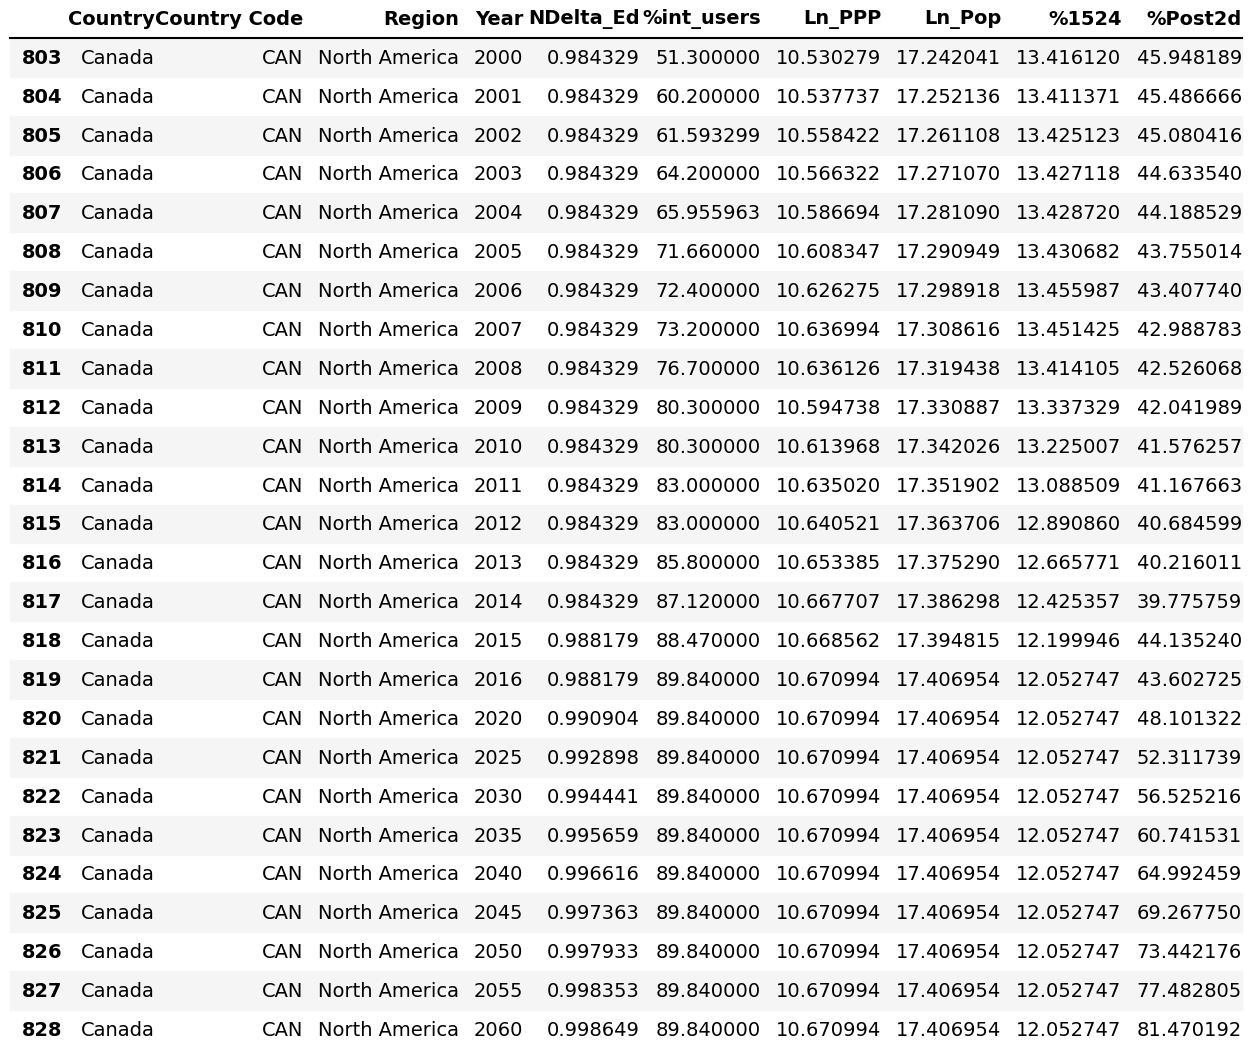 CountryCountry Code Region Year NDelta_Ed %int_users Ln_PPP Ln_Pop %1524 %Post2d
803 Canada CAN North America 2000 0.984329 51.300000 10.530279 17.242041 13.416120 45.948189
804 Canada CAN North America 2001 0.984329 60.200000 10.537737 17.252136 13.411371 45.486666
805 Canada CAN North America 2002 0.984329 61.593299 10.558422 17.261108 13.425123 45.080416
806 Canada CAN North America 2003 0.984329 64.200000 10.566322 17.271070 13.427118 44.633540
807 Canada CAN North America 2004 0.984329 65.955963 10.586694 17.281090 13.428720 44.188529
808 Canada CAN North America 2005 0.984329 71.660000 10.608347 17.290949 13.430682 43.755014
809 Canada CAN North America 2006 0.984329 72.400000 10.626275 17.298918 13.455987 43.407740
810 Canada CAN North America 2007 0.984329 73.200000 10.636994 17.308616 13.451425 42.988783
811 Canada CAN North America 2008 0.984329 76.700000 10.636126 17.319438 13.414105 42.526068
812 Canada CAN North America 2009 0.984329 80.300000 10.594738 17.330887 13.337329 42.041989
813 Canada CAN North America 2010 0.984329 80.300000 10.613968 17.342026 13.225007 41.576257
814 Canada CAN North America 2011 0.984329 83.000000 10.635020 17.351902 13.088509 41.167663
815 Canada CAN North America 2012 0.984329 83.000000 10.640521 17.363706 12.890860 40.684599
816 Canada CAN North America 2013 0.984329 85.800000 10.653385 17.375290 12.665771 40.216011
817 Canada CAN North America 2014 0.984329 87.120000 10.667707 17.386298 12.425357 39.775759
818 Canada CAN North America 2015 0.988179 88.470000 10.668562 17.394815 12.199946 44.135240
819 Canada CAN North America 2016 0.988179 89.840000 10.670994 17.406954 12.052747 43.602725
820 Canada CAN North America 2020 0.990904 89.840000 10.670994 17.406954 12.052747 48.101322
821 Canada CAN North America 2025 0.992898 89.840000 10.670994 17.406954 12.052747 52.311739
822 Canada CAN North America 2030 0.994441 89.840000 10.670994 17.406954 12.052747 56.525216
823 Canada CAN North America 2035 0.995659 89.840000 10.670994 17.406954 12.052747 60.741531
824 Canada CAN North America 2040 0.996616 89.840000 10.670994 17.406954 12.052747 64.992459
825 Canada CAN North America 2045 0.997363 89.840000 10.670994 17.406954 12.052747 69.267750
826 Canada CAN North America 2050 0.997933 89.840000 10.670994 17.406954 12.052747 73.442176
827 Canada CAN North America 2055 0.998353 89.840000 10.670994 17.406954 12.052747 77.482805
828 Canada CAN North America 2060 0.998649 89.840000 10.670994 17.406954 12.052747 81.470192